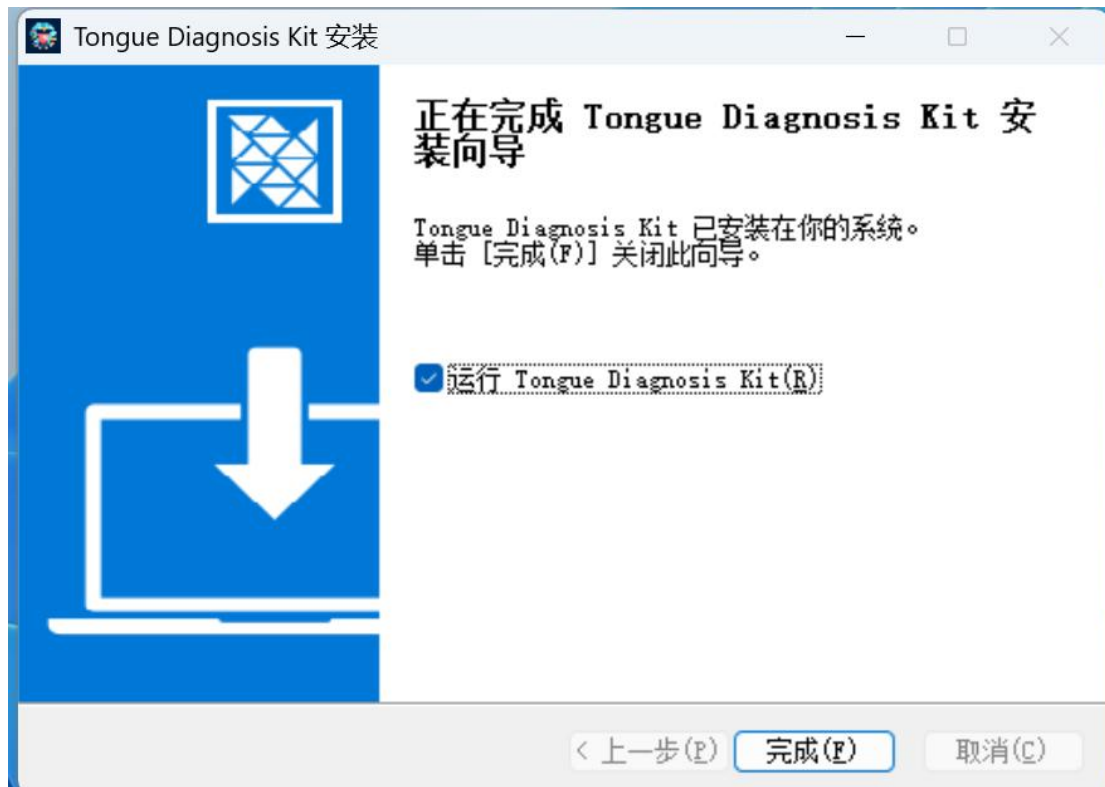 Tongue Diagnosis Kit 安装
正在完成 Tongue Diagnosis Kit 安
装向导
Tongue Diagnosis Kit 已安装在你的系统。
单击 [完成(F)] 关闭此向导。
运行 Tongue Diagnosis Kit(R)
< 上一步(P) 完成(F) 取消(C)